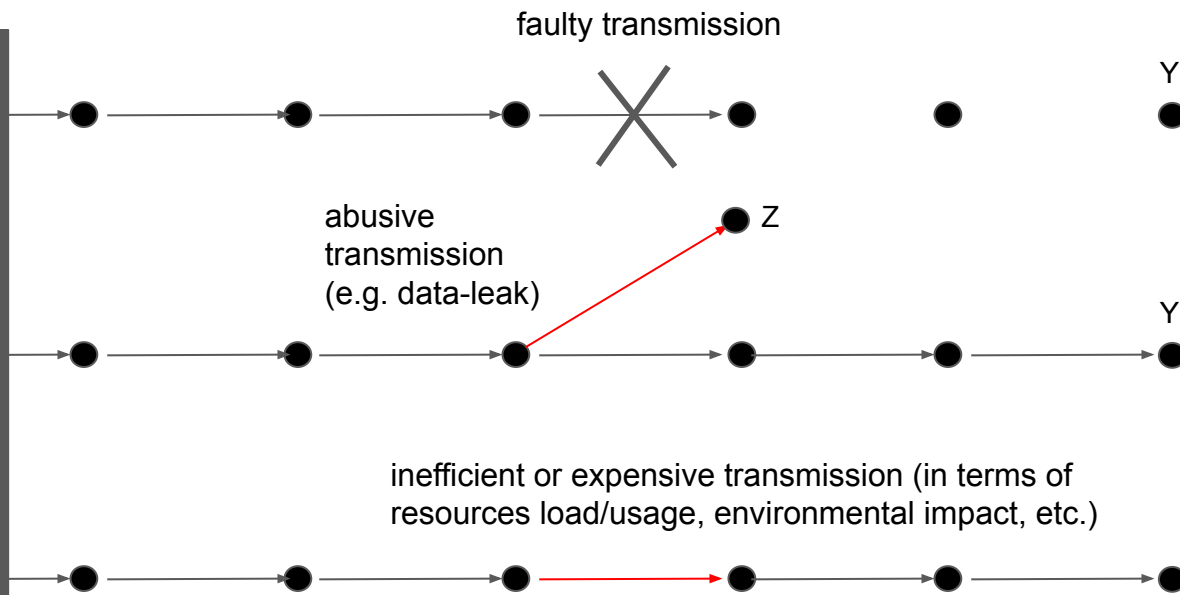 faulty transmission
Y
Z
abusive
transmission
(e.g. data-leak)
Y
inefficient or expensive transmission (in terms of
resources load/usage, environmental impact, etc.)